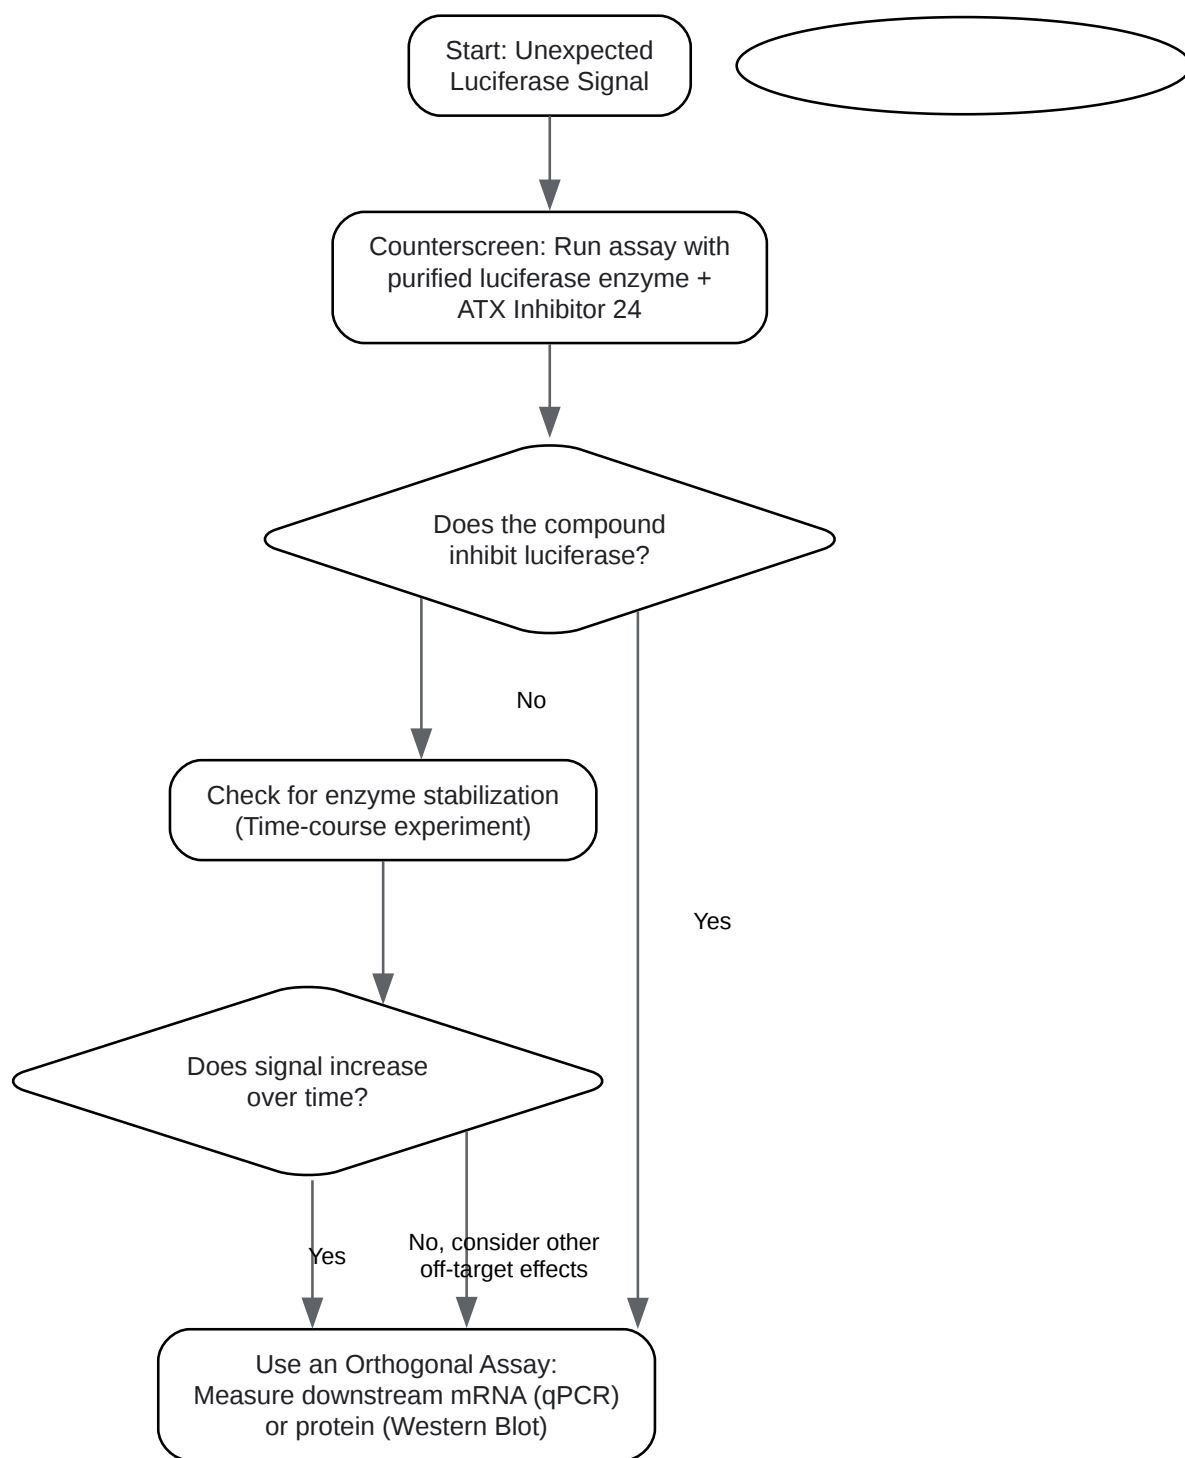 Start: Unexpected
Luciferase Signal
Counterscreen: Run assay with
purified luciferase enzyme +
ATX Inhibitor 24
Does the compound
inhibit luciferase?
No
Check for enzyme stabilization
(Time-course experiment)
Yes
Does signal increase
over time?
Yes
No, consider other
off-target effects
Use an Orthogonal Assay:
Measure downstream mRNA (qPCR)
or protein (Western Blot)